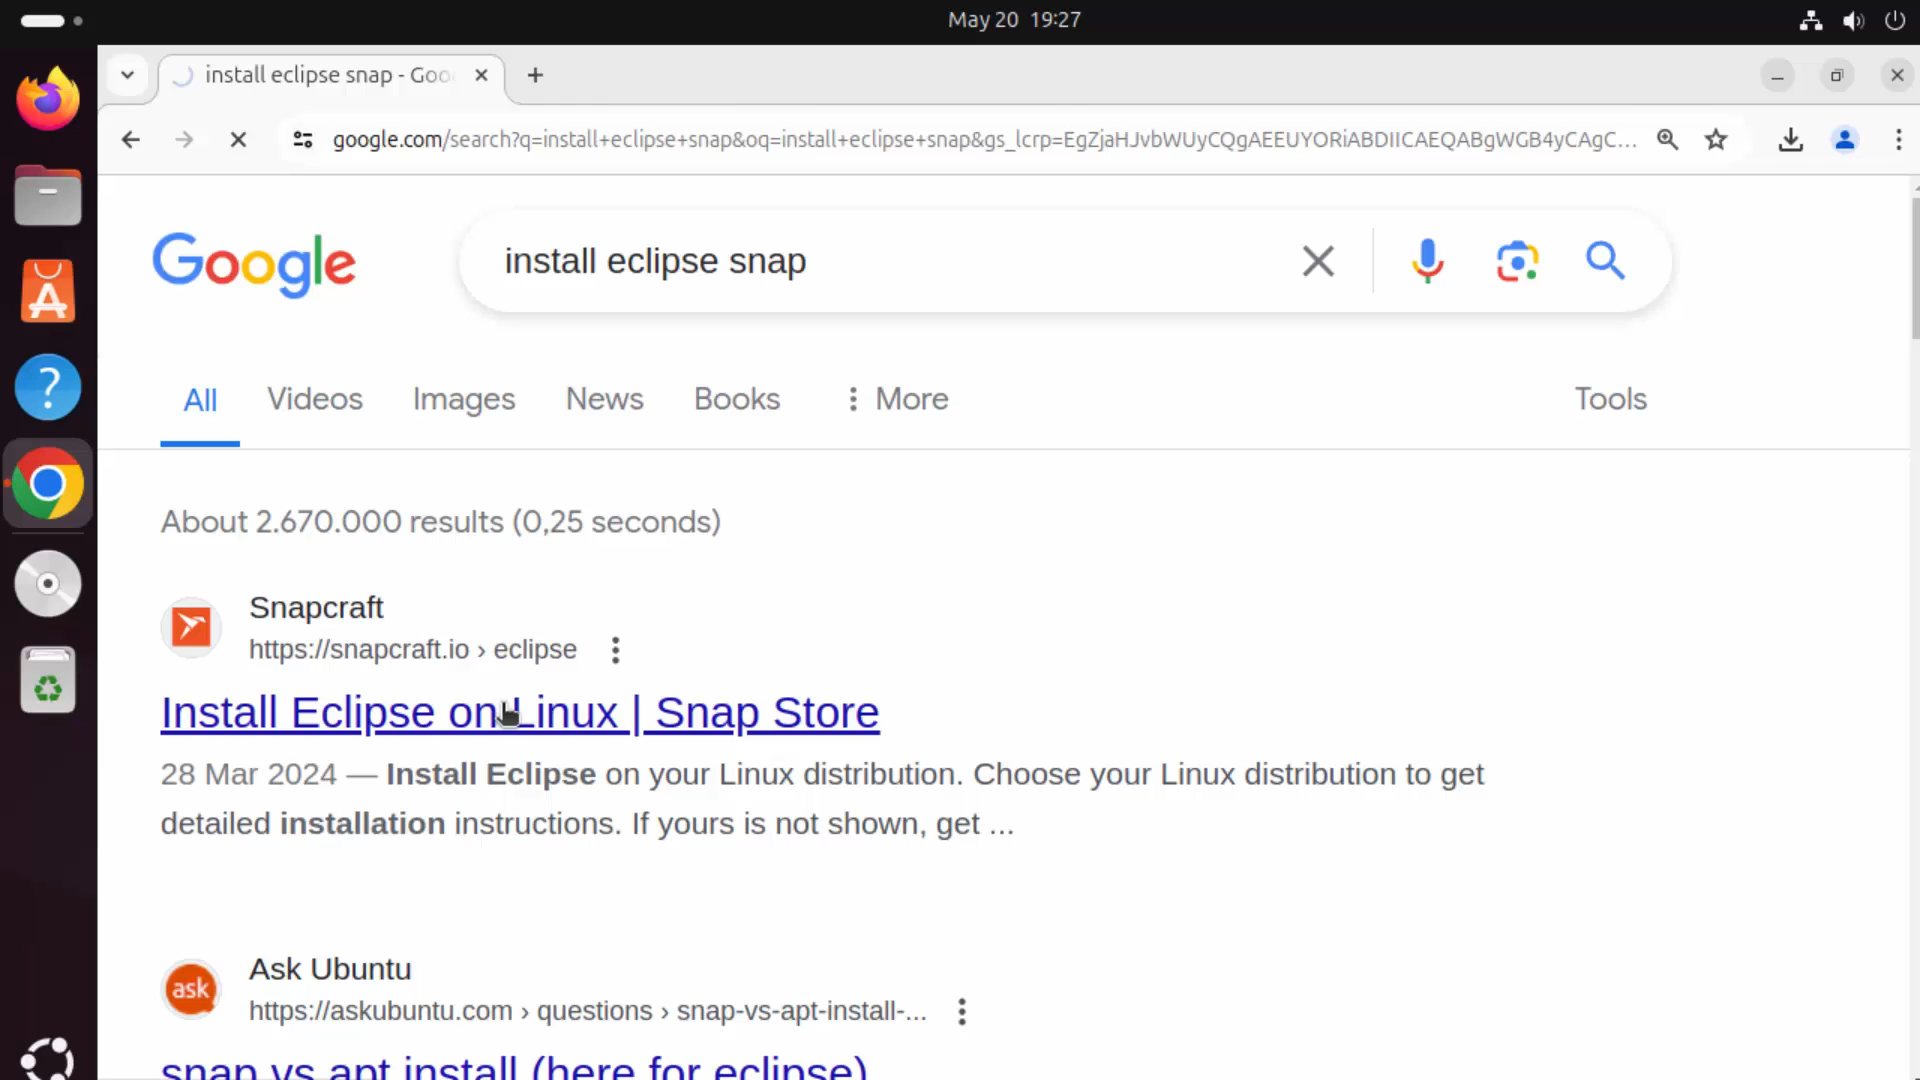 May 20 19:27
install eclipse snap - Goo
google.com/search?q=install+eclipse+snap&oq=install+eclipse+snap&gs_lcrp=EgZjaHJvbWUyCQgAEEUYORiABDIICAEQABgWGB4yCAgC...
Google
install eclipse snap
All Videos Images News Books More Tools
About 2.670.000 results (0,25 seconds)
Snapcraft
https://snapcraft.io › eclipse
Install Eclipse on Linux | Snap Store
28 Mar 2024 — Install Eclipse on your Linux distribution. Choose your Linux distribution to get
detailed installation instructions. If yours is not shown, get ...
ask
Ask Ubuntu
https://askubuntu.com › questions › snap-vs-apt-install-...
snap vs apt install (here for eclipse)